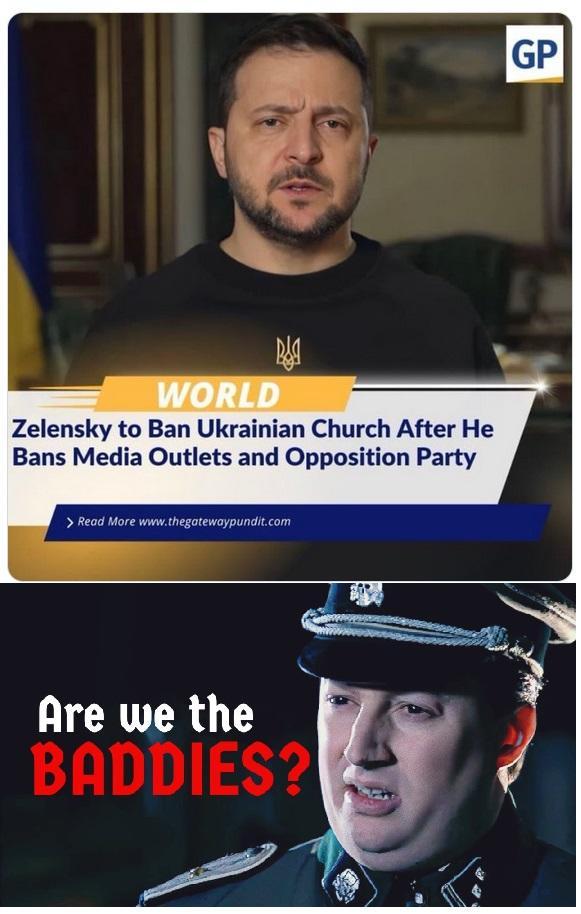 GP
WORLD
Zelensky to Ban Ukrainian Church After He
Bans Media Outlets and Opposition Party
Read More www.thegatewaypundit.com
Are we the
BADDIES?